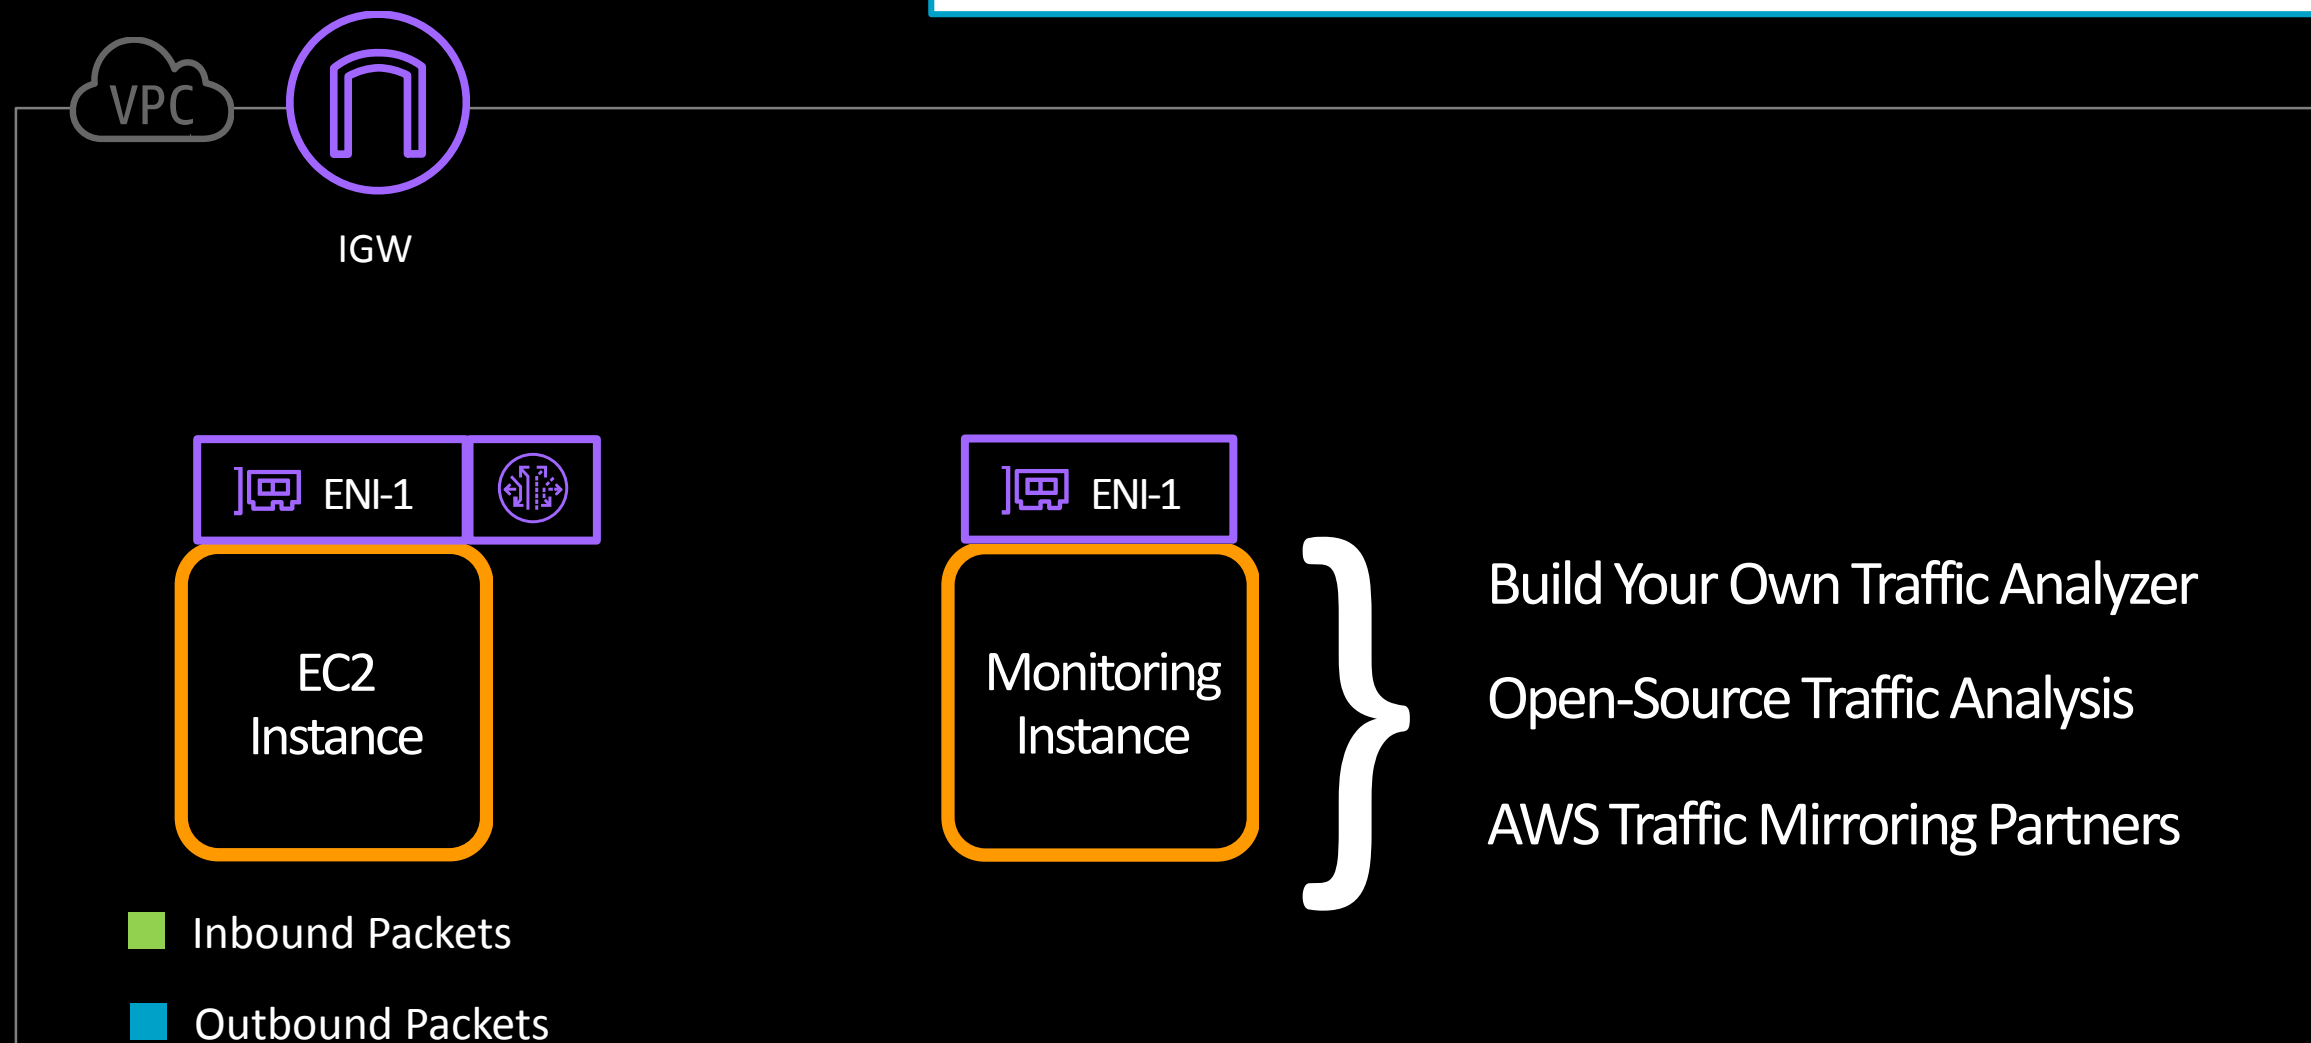 VPC
IGW
ENI-1
ENI-1
EC2
Instance
Monitoring
Instance
Build Your Own Traffic Analyzer
Open-Source Traffic Analysis
AWS Traffic Mirroring Partners
Inbound Packets
Outbound Packets